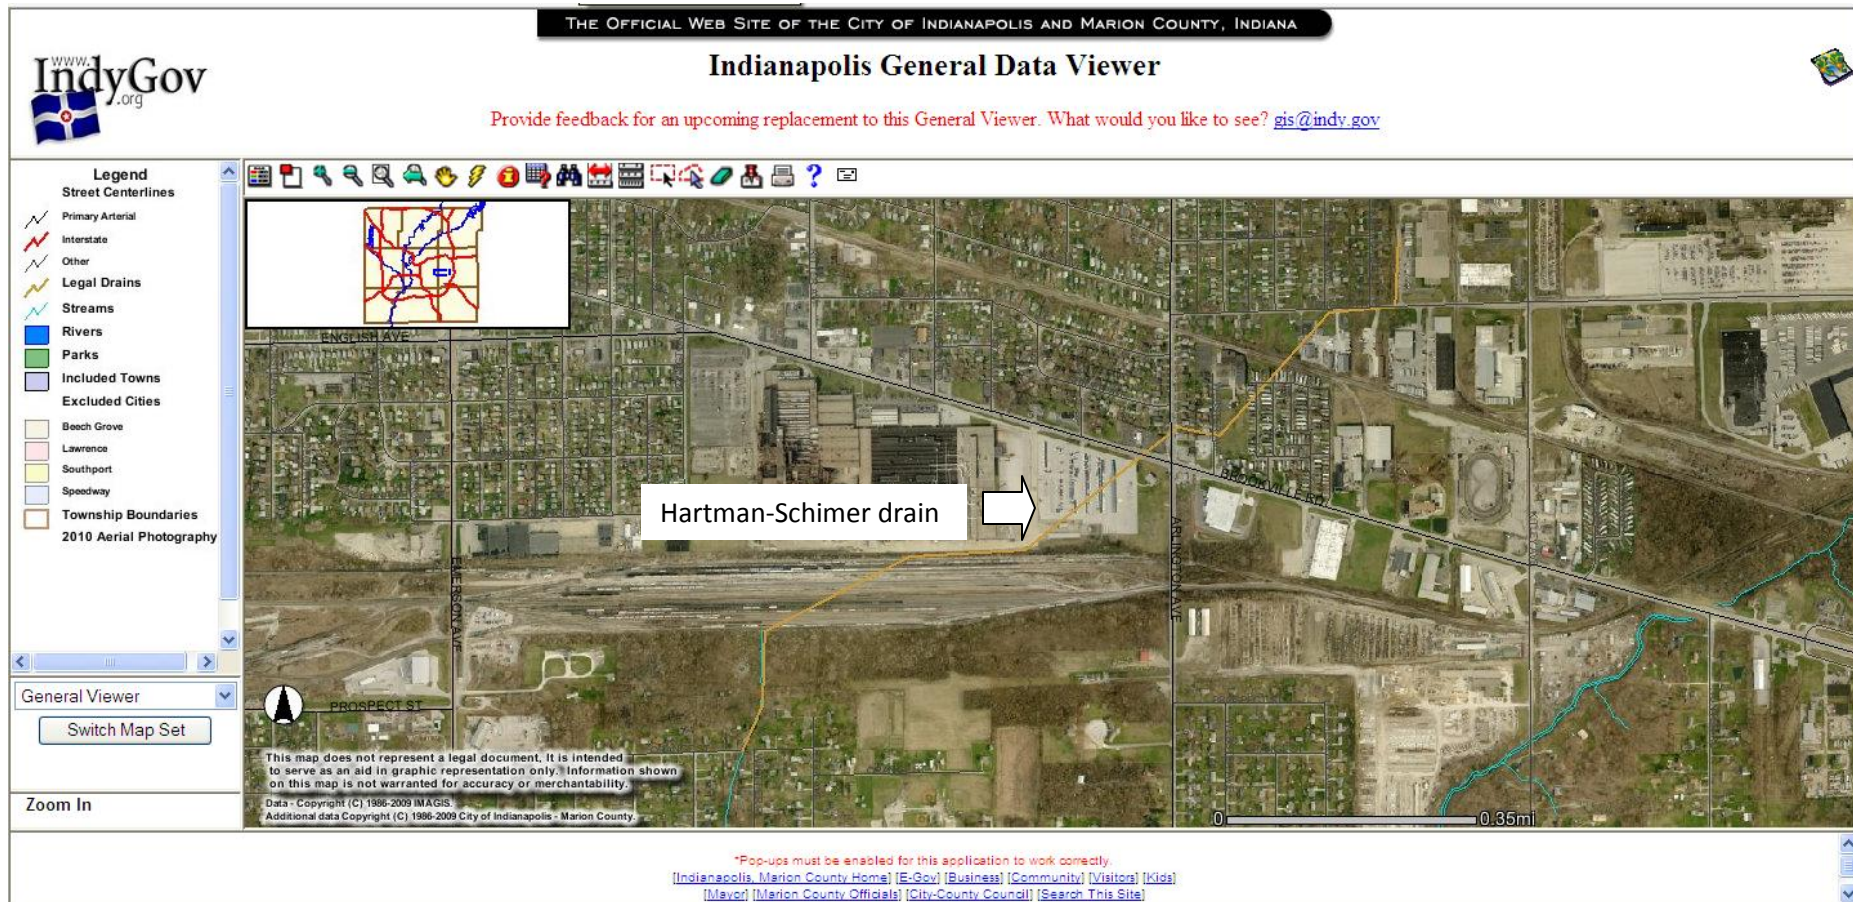 THE OFFICIAL WEB SITE OF THE CITY OF INDIANAPOLIS AND MARION COUNTY, INDIANA
www.
IndyGov
.org
Indianapolis General Data Viewer
Provide feedback for an upcoming replacement to this General Viewer. What would you like to see? gis@indy.gov
Legend
Street Centerlines
Primary Arterial
Interstate
Other
Legal Drains
Streams
Rivers
Parks
Included Towns
Excluded Cities
Beech Grove
Lawrence
Southport
Speedway
Township Boundaries
2010 Aerial Photography
General Viewer
Switch Map Set
Zoom In
ENGLISH AVE
BROOKVILLE RD
Hartman-Schimer drain
ARLINGTON AVE
EMERSON AVE
PROSPECT ST
This map does not represent a legal document, It is intended
to serve as an aid in graphic representation only. Information shown
on this map is not warranted for accuracy or merchantability.
Data - Copyright (C) 1986-2009 IMAGIS.
Additional data Copyright (C) 1986-2009 City of Indianapolis - Marion County.
0 0.35mi
*Pop-ups must be enabled for this application to work correctly.
[Indianapolis, Marion County Home] [E-Gov] [Business] [Community] [Visitors] [Kids]
[Mayor] [Marion County Officials] [City-County Council] [Search This Site]